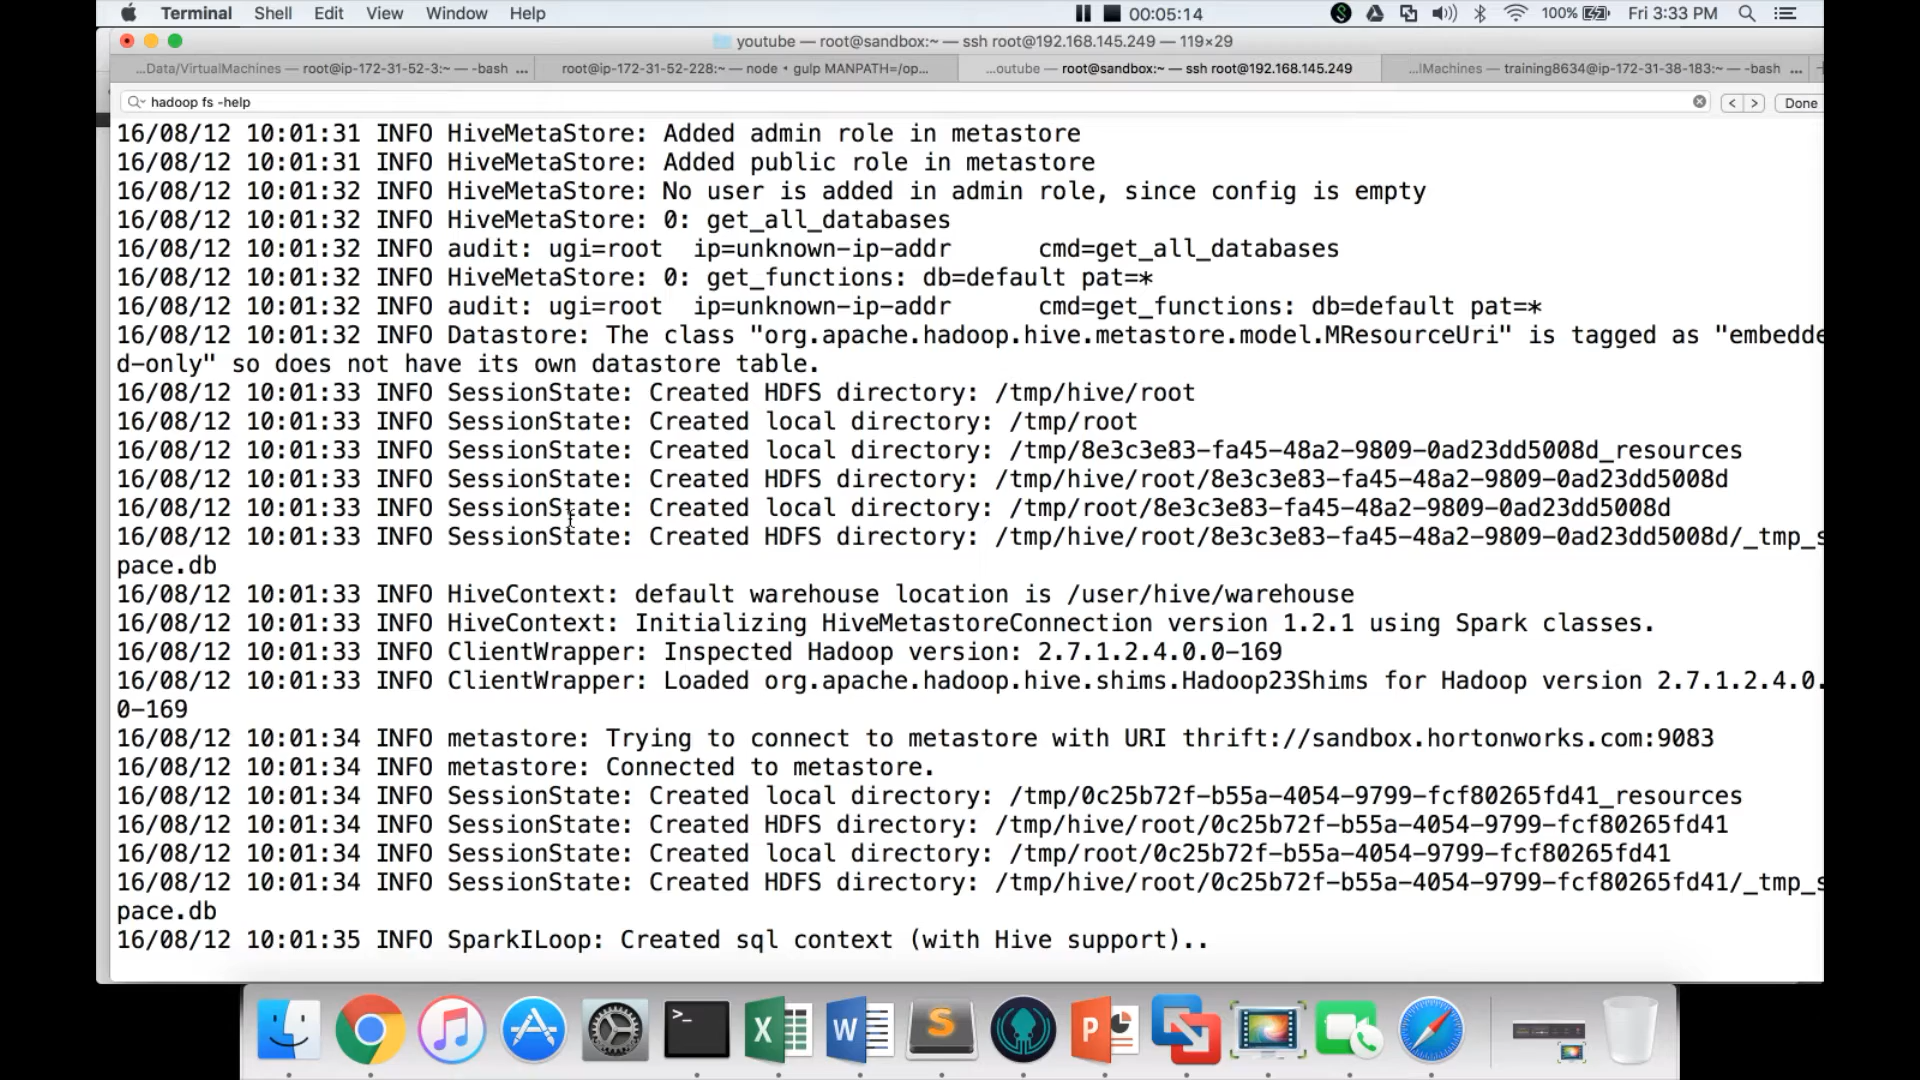 Terminal Shell Edit View Window Help 00:05:14 100% Fri 3:33 PM
youtube — root@sandbox:~ — ssh root@192.168.145.249 — 119×29
...Data/VirtualMachines — root@ip-172-31-52-3:~ — -bash ... root@ip-172-31-52-228:~ — node • gulp MANPATH=/op... ...outube — root@sandbox:~ — ssh root@192.168.145.249 ...lMachines — training8634@ip-172-31-38-183:~ — -bash ...
hadoop fs -help < > Done
16/08/12 10:01:31 INFO HiveMetaStore: Added admin role in metastore
16/08/12 10:01:31 INFO HiveMetaStore: Added public role in metastore
16/08/12 10:01:32 INFO HiveMetaStore: No user is added in admin role, since config is empty
16/08/12 10:01:32 INFO HiveMetaStore: 0: get_all_databases
16/08/12 10:01:32 INFO audit: ugi=root ip=unknown-ip-addr cmd=get_all_databases
16/08/12 10:01:32 INFO HiveMetaStore: 0: get_functions: db=default pat=*
16/08/12 10:01:32 INFO audit: ugi=root ip=unknown-ip-addr cmd=get_functions: db=default pat=*
16/08/12 10:01:32 INFO Datastore: The class "org.apache.hadoop.hive.metastore.model.MResourceUri" is tagged as "embedde
d-only" so does not have its own datastore table.
16/08/12 10:01:33 INFO SessionState: Created HDFS directory: /tmp/hive/root
16/08/12 10:01:33 INFO SessionState: Created local directory: /tmp/root
16/08/12 10:01:33 INFO SessionState: Created local directory: /tmp/8e3c3e83-fa45-48a2-9809-0ad23dd5008d_resources
16/08/12 10:01:33 INFO SessionState: Created HDFS directory: /tmp/hive/root/8e3c3e83-fa45-48a2-9809-0ad23dd5008d
16/08/12 10:01:33 INFO SessionState: Created local directory: /tmp/root/8e3c3e83-fa45-48a2-9809-0ad23dd5008d
16/08/12 10:01:33 INFO SessionState: Created HDFS directory: /tmp/hive/root/8e3c3e83-fa45-48a2-9809-0ad23dd5008d/_tmp_s
pace.db
16/08/12 10:01:33 INFO HiveContext: default warehouse location is /user/hive/warehouse
16/08/12 10:01:33 INFO HiveContext: Initializing HiveMetastoreConnection version 1.2.1 using Spark classes.
16/08/12 10:01:33 INFO ClientWrapper: Inspected Hadoop version: 2.7.1.2.4.0.0-169
16/08/12 10:01:33 INFO ClientWrapper: Loaded org.apache.hadoop.hive.shims.Hadoop23Shims for Hadoop version 2.7.1.2.4.0.
0-169
16/08/12 10:01:34 INFO metastore: Trying to connect to metastore with URI thrift://sandbox.hortonworks.com:9083
16/08/12 10:01:34 INFO metastore: Connected to metastore.
16/08/12 10:01:34 INFO SessionState: Created local directory: /tmp/0c25b72f-b55a-4054-9799-fcf80265fd41_resources
16/08/12 10:01:34 INFO SessionState: Created HDFS directory: /tmp/hive/root/0c25b72f-b55a-4054-9799-fcf80265fd41
16/08/12 10:01:34 INFO SessionState: Created local directory: /tmp/root/0c25b72f-b55a-4054-9799-fcf80265fd41
16/08/12 10:01:34 INFO SessionState: Created HDFS directory: /tmp/hive/root/0c25b72f-b55a-4054-9799-fcf80265fd41/_tmp_s
pace.db
16/08/12 10:01:35 INFO SparkILoop: Created sql context (with Hive support)..